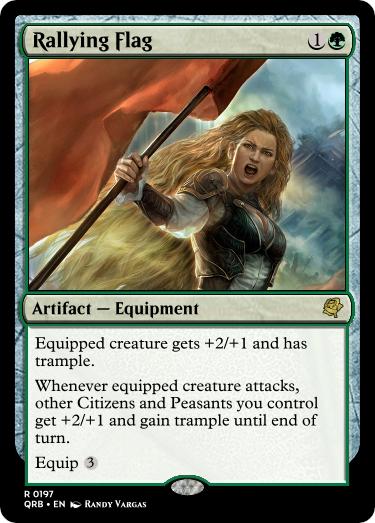 Rallying Flag 1
Artifact — Equipment
Equipped creature gets +2/+1 and has
trample.
Whenever equipped creature attacks,
other Citizens and Peasants you control
get +2/+1 and gain trample until end of
turn.
Equip 3
R 0197
QRB • EN RANDY VARGAS